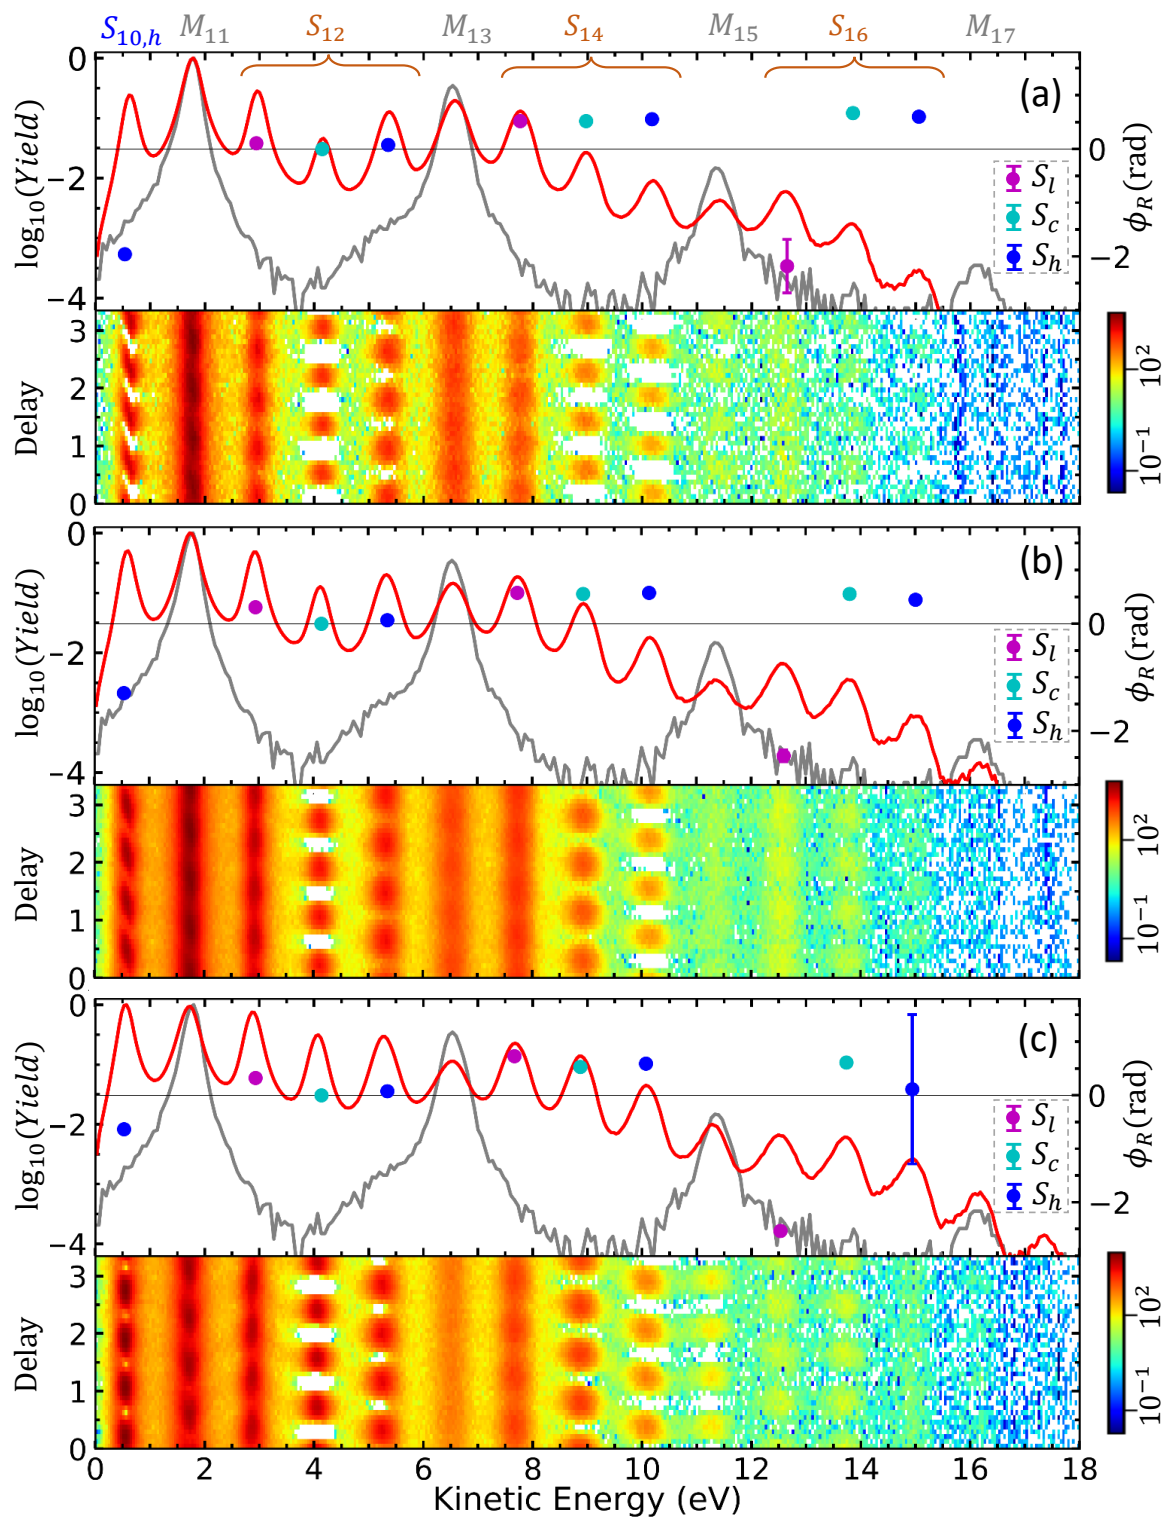 S10,h M11 S12 M13 S14 M15 S16 M17
(a)
log10(Yield)
0
−2
−4
0
−2
ϕR(rad)
Sl
Sc
Sh
Delay
3
2
1
0
10²
10⁻¹
(b)
log10(Yield)
0
−2
−4
0
−2
ϕR(rad)
Sl
Sc
Sh
Delay
3
2
1
0
10²
10⁻¹
(c)
log10(Yield)
0
−2
−4
0
−2
ϕR(rad)
Sl
Sc
Sh
Delay
3
2
1
0
10²
10⁻¹
0 2 4 6 8 10 12 14 16 18
Kinetic Energy (eV)